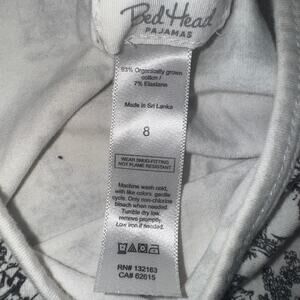 Bed Head
PAJAMAS
93% Organically grown
cotton /
7% Elastane
Made in Sri Lanka
8
WEAR SNUG-FITTING
NOT FLAME RESISTANT
Machine wash cold,
with like colors. gentle
cycle. Only non-chlorine
bleach when needed
Tumble dry low.
remove promptly.
Low iron if needed.
RN# 132163
CA# 62615